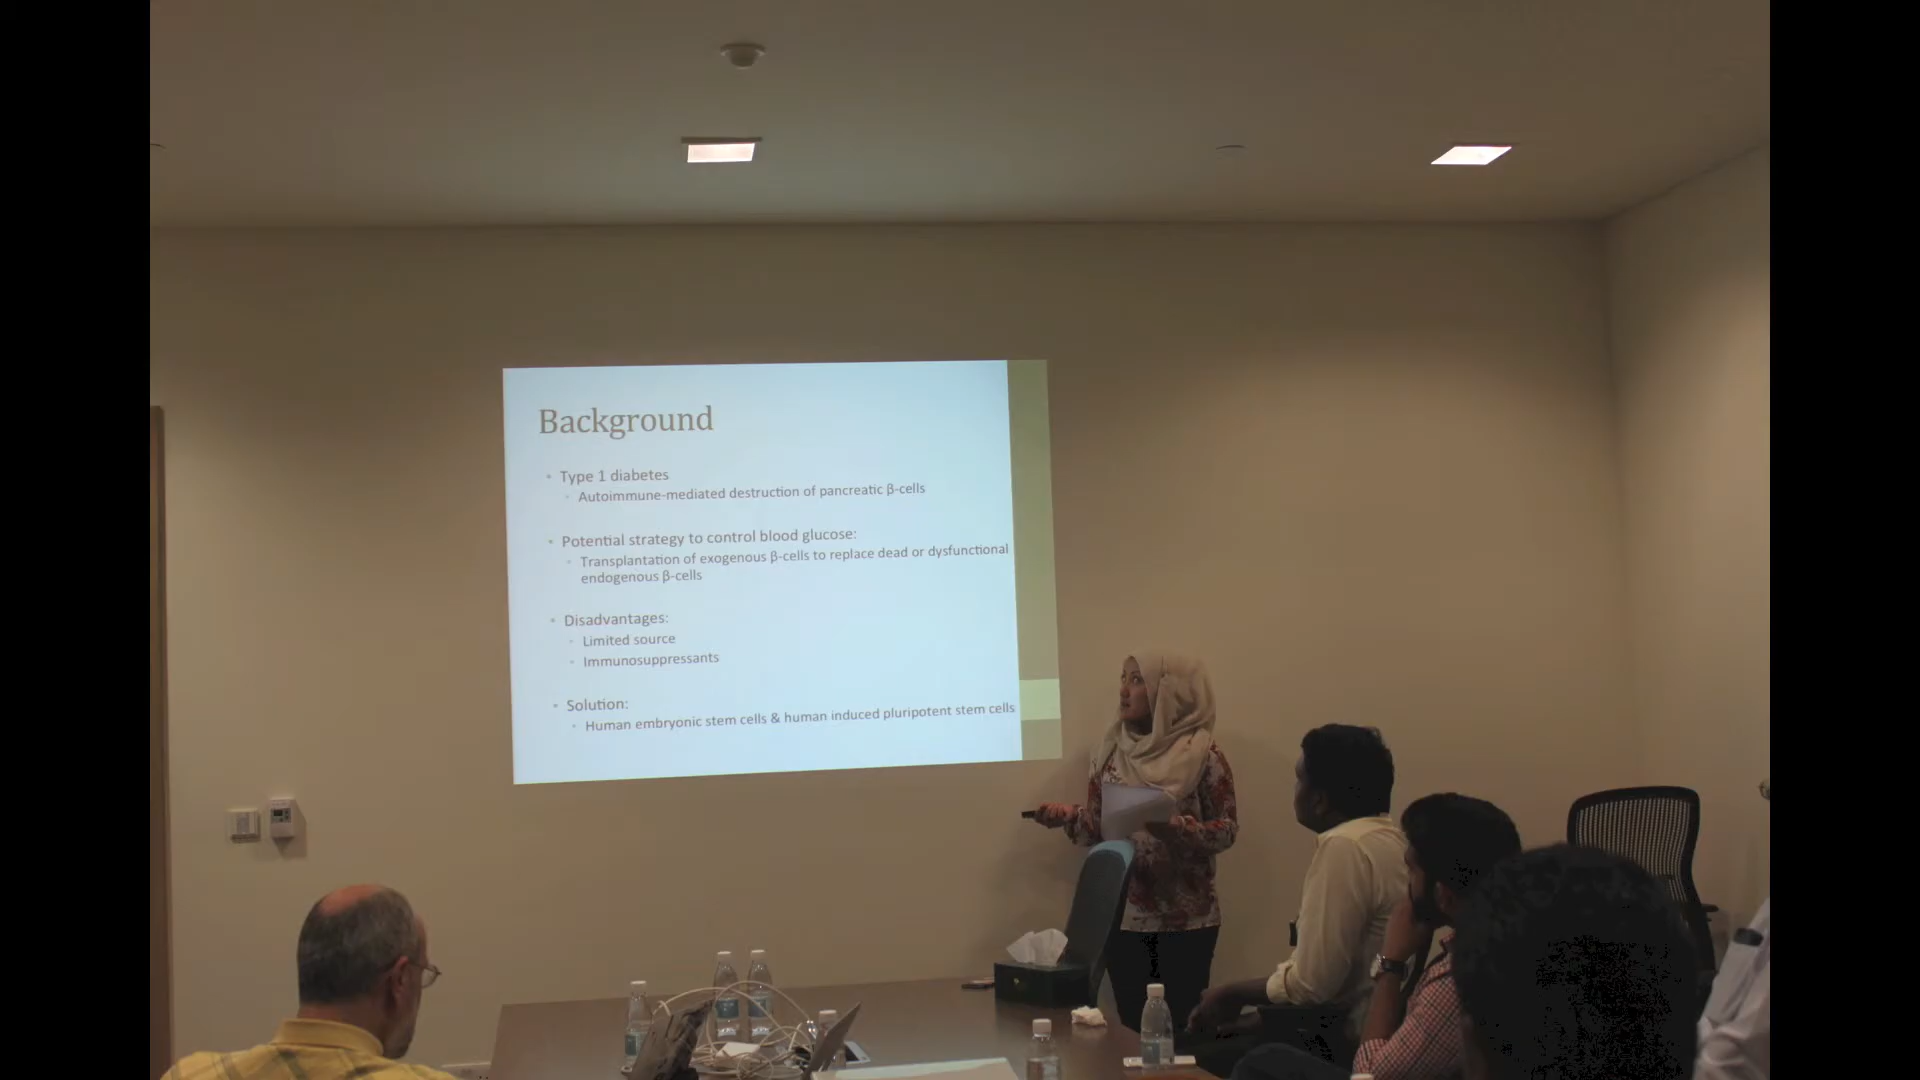 Background
• Type 1 diabetes
• Autoimmune-mediated destruction of pancreatic β-cells
• Potential strategy to control blood glucose:
• Transplantation of exogenous β-cells to replace dead or dysfunctional
endogenous β-cells
• Disadvantages:
• Limited source
• Immunosuppressants
• Solution:
• Human embryonic stem cells & human induced pluripotent stem cells